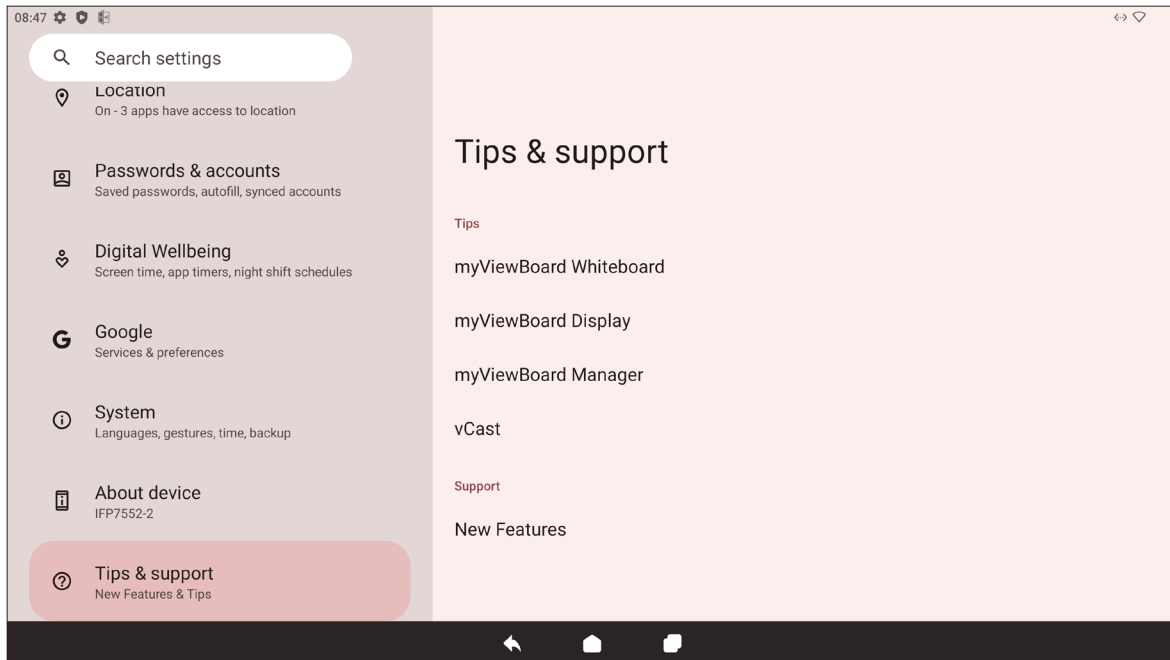 08:47
Search settings
Location
On - 3 apps have access to location
Passwords & accounts
Saved passwords, autofill, synced accounts
Digital Wellbeing
Screen time, app timers, night shift schedules
Google
Services & preferences
System
Languages, gestures, time, backup
About device
IFP7552-2
Tips & support
New Features & Tips
Tips & support
Tips
myViewBoard Whiteboard
myViewBoard Display
myViewBoard Manager
vCast
Support
New Features